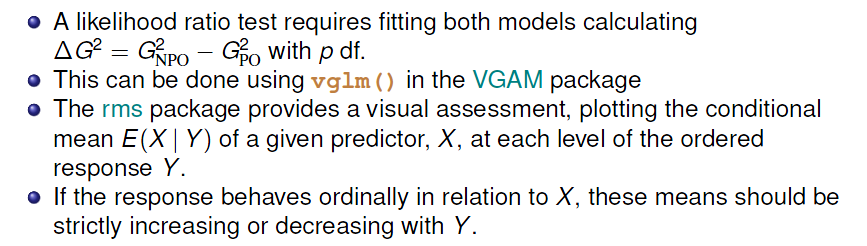 A likelihood ratio test requires fitting both models calculating
ΔG² = G²_NPO − G²_PO with p df.
This can be done using vglm() in the VGAM package
The rms package provides a visual assessment, plotting the conditional
mean E(X | Y) of a given predictor, X, at each level of the ordered
response Y.
If the response behaves ordinally in relation to X, these means should be
strictly increasing or decreasing with Y.